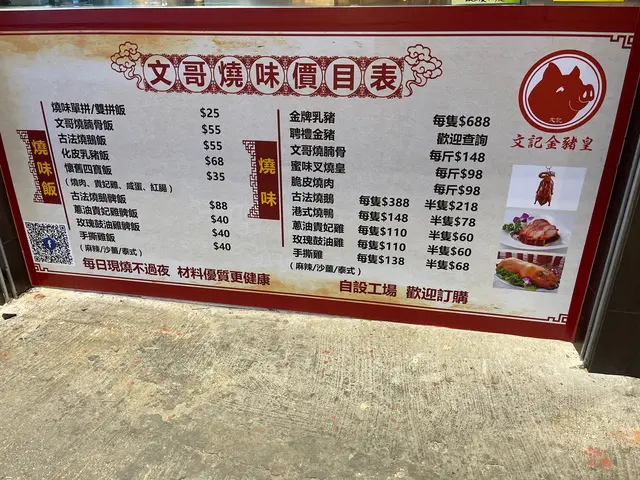 文哥燒味價目表
燒味飯
燒味單拼/雙拼飯 $25
文哥燒腩骨飯 $55
古法燒鵝飯 $55
化皮乳豬飯 $68
懷舊四寶飯 $35
(燒肉、貴妃雞、咸蛋、紅腸)
古法燒鵝髀飯 $88
蔥油貴妃雞髀飯 $40
玫瑰鼓油雞髀飯 $40
手撕雞飯 $40
(麻辣/沙薑/泰式)
燒味
金牌乳豬 每隻$688
聘禮金豬 歡迎查詢
文哥燒腩骨 每斤$148
蜜味叉燒皇 每斤$98
脆皮燒肉 每斤$98
古法燒鵝 每隻$388 半隻$218
港式燒鴨 每隻$148 半隻$78
蔥油貴妃雞 每隻$110 半隻$60
玫瑰鼓油雞 每隻$110 半隻$60
手撕雞 每隻$138 半隻$68
(麻辣/沙薑/泰式)
文記
文記金豬皇
每日現燒不過夜 材料優質更健康
自設工場 歡迎訂購